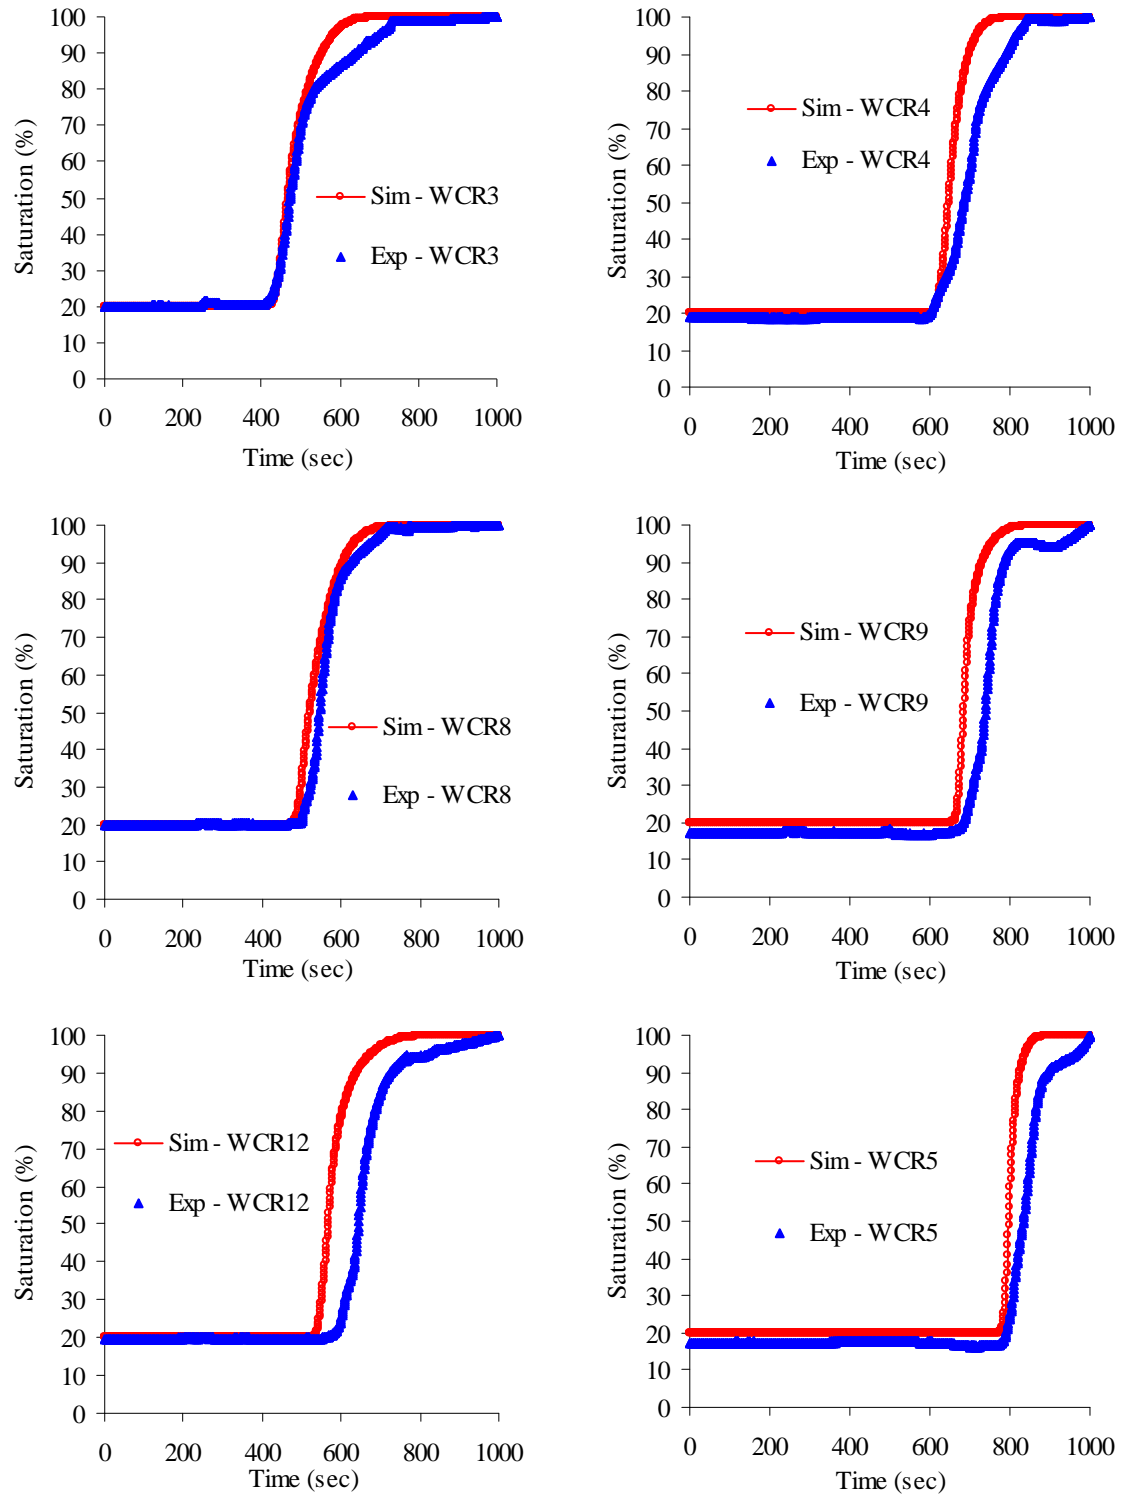 100
90
80
70
60
50
40
30
20
10
0
Saturation (%)
Sim - WCR3
Exp - WCR3
0 200 400 600 800 1000
Time (sec)
100
90
80
70
60
50
40
30
20
10
0
Saturation (%)
Sim - WCR4
Exp - WCR4
0 200 400 600 800 1000
Time (sec)
100
90
80
70
60
50
40
30
20
10
0
Saturation (%)
Sim - WCR8
Exp - WCR8
0 200 400 600 800 1000
Time (sec)
100
90
80
70
60
50
40
30
20
10
0
Saturation (%)
Sim - WCR9
Exp - WCR9
0 200 400 600 800 1000
Time (sec)
100
90
80
70
60
50
40
30
20
10
0
Saturation (%)
Sim - WCR12
Exp - WCR12
0 200 400 600 800 1000
Time (sec)
100
90
80
70
60
50
40
30
20
10
0
Saturation (%)
Sim - WCR5
Exp - WCR5
0 200 400 600 800 1000
Time (sec)